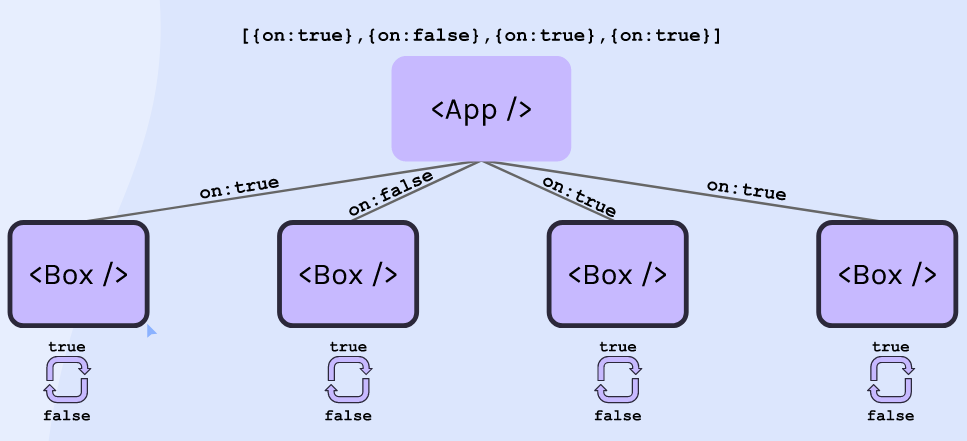 [{on:true},{on:false},{on:true},{on:true}]
<App />
on:true
on:false
on:true
on:true
<Box />
<Box />
<Box />
<Box />
true
true
true
true
false
false
false
false